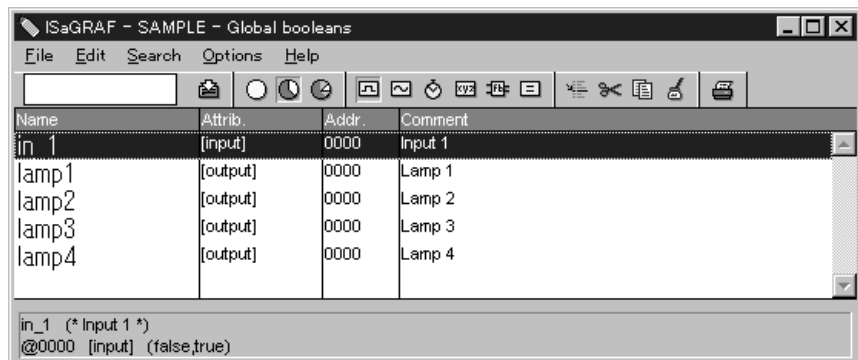 ISaGRAF - SAMPLE - Global booleans
File Edit Search Options Help
xyz FB
Name Attrib. Addr. Comment
in_1 [input] 0000 Input 1
lamp1 [output] 0000 Lamp 1
lamp2 [output] 0000 Lamp 2
lamp3 [output] 0000 Lamp 3
lamp4 [output] 0000 Lamp 4
in_1 (* Input 1 *)
@0000 [input] (false,true)